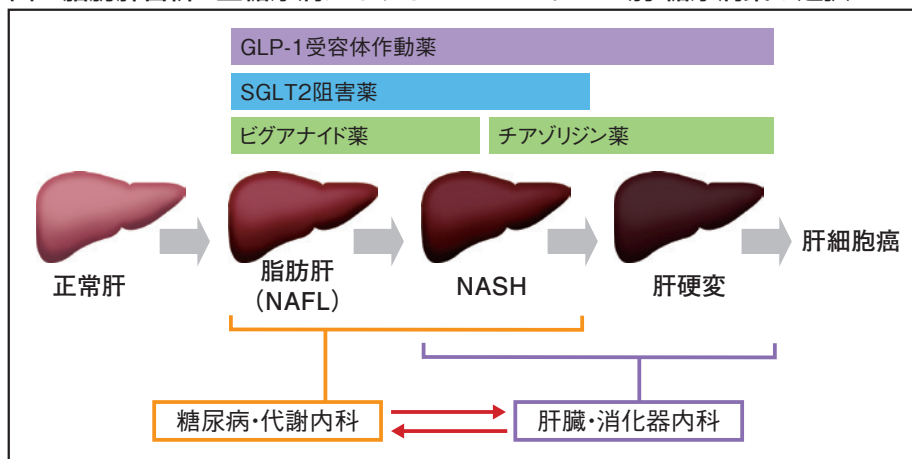 GLP-1受容体作動薬
SGLT2阻害薬
ビグアナイド薬 チアゾリジン薬
正常肝
脂肪肝
（NAFL）
NASH
肝硬変
肝細胞癌
糖尿病・代謝内科
肝臓・消化器内科